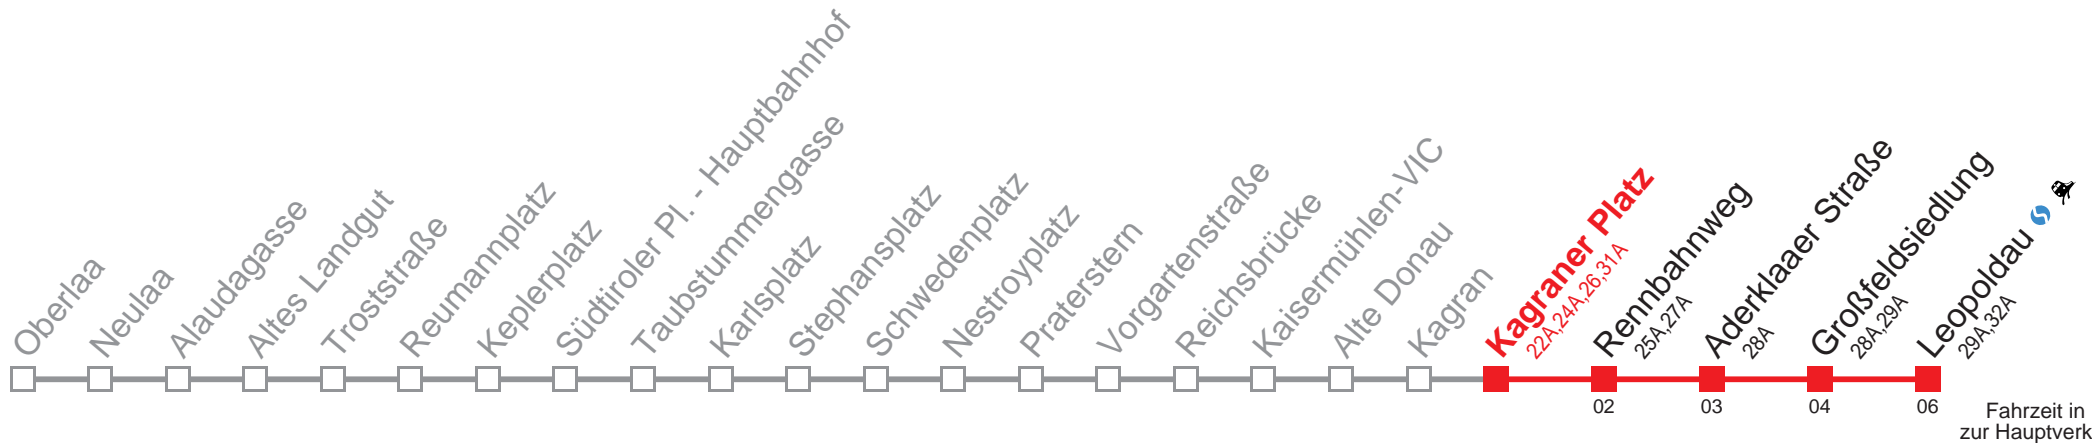 Oberlaa
Neulaa
Alaudagasse
Altes Landgut
Troststraße
Reumannplatz
Keplerplatz
Südtiroler Pl. - Hauptbahnhof
Taubstummengasse
Karlsplatz
Stephansplatz
Schwedenplatz
Nestroyplatz
Praterstern
Vorgartenstraße
Reichsbrücke
Kaisermühlen-VIC
Alte Donau
Kagran
Kagraner Platz
22A,24A,26,31A
Rennbahnweg
25A,27A
Aderklaaer Straße
28A
Großfeldsiedlung
28A,29A
Leopoldau
29A,32A
02
03
04
06
Fahrzeit in
zur Hauptverk